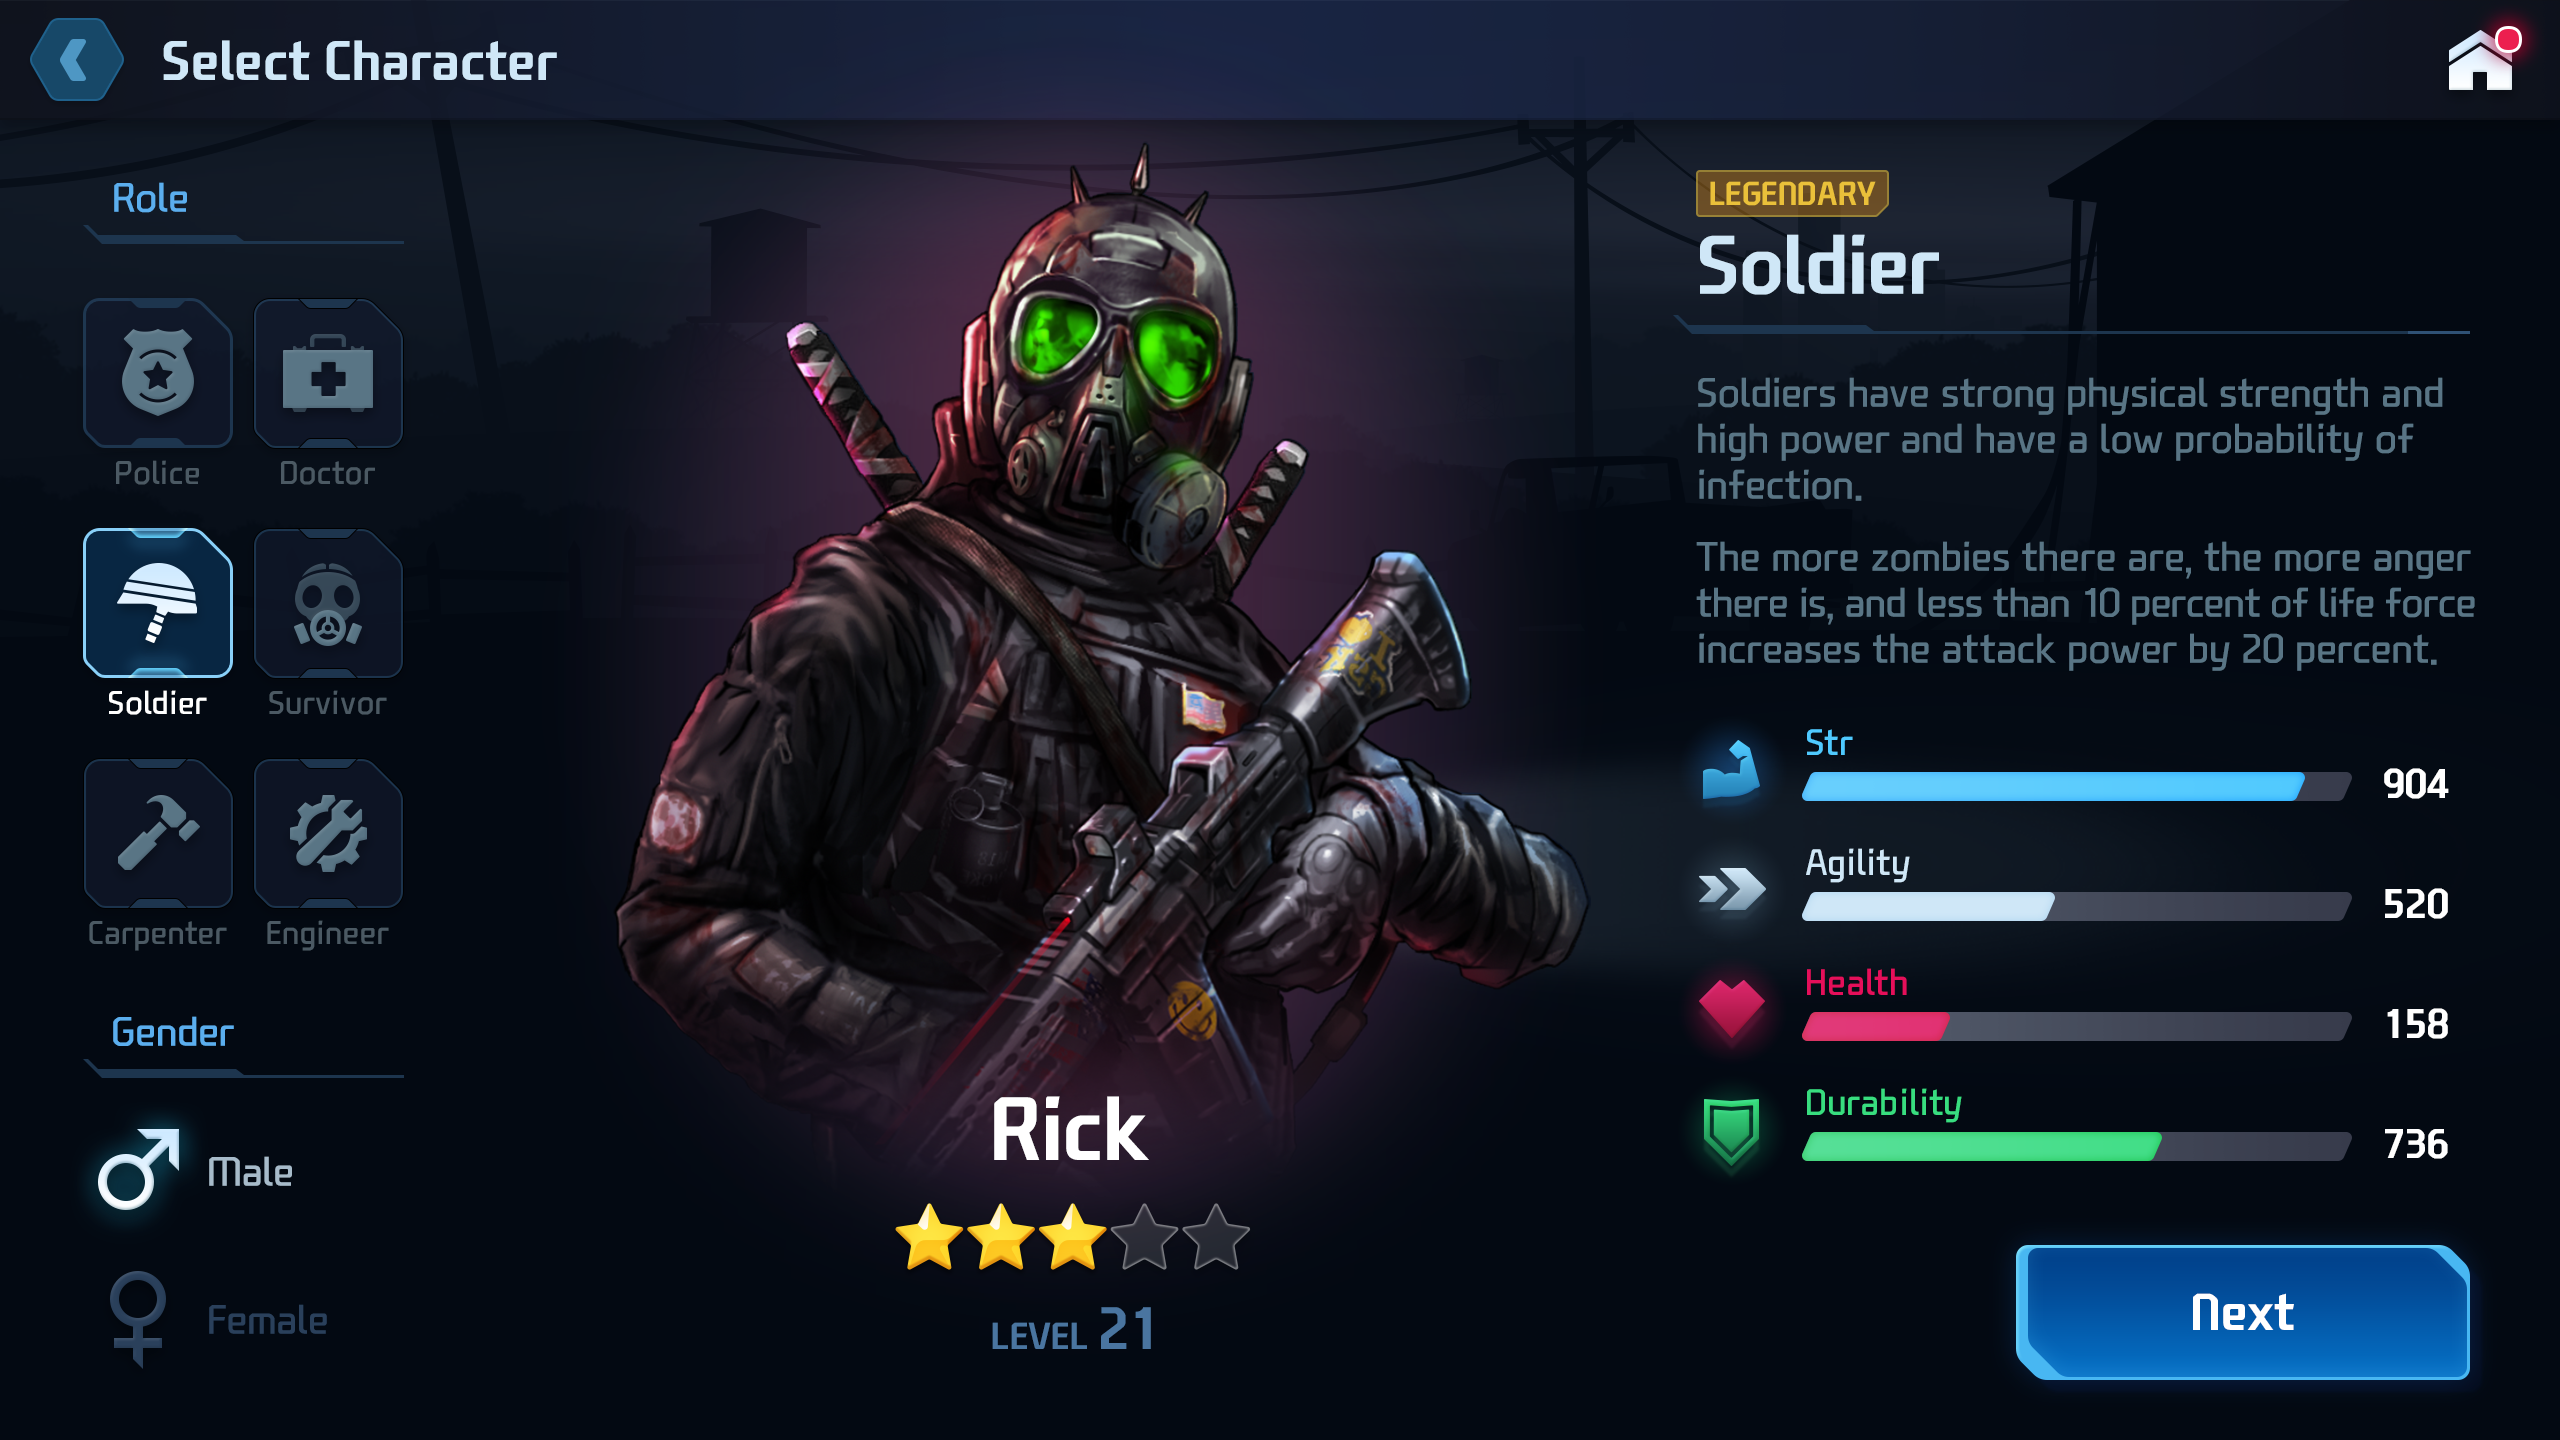 Select Character
Role
Police
Doctor
Soldier
Survivor
Carpenter
Engineer
Gender
Male
Female
Rick
LEVEL 21
LEGENDARY
Soldier
Soldiers have strong physical strength and
high power and have a low probability of
infection.
The more zombies there are, the more anger
there is, and less than 10 percent of life force
increases the attack power by 20 percent.
Str
904
Agility
520
Health
158
Durability
736
Next